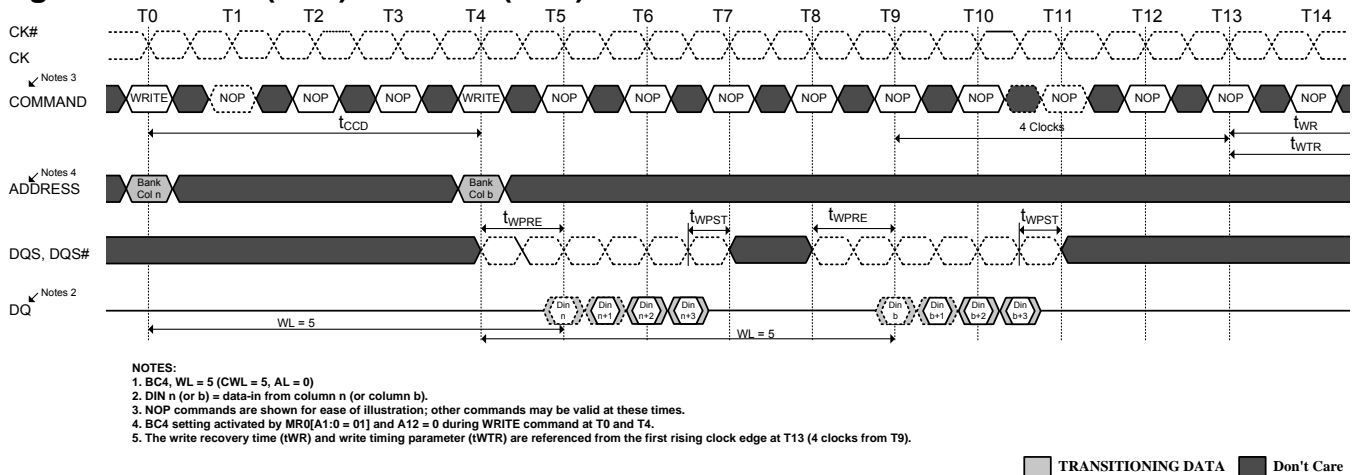 T0 T1 T2 T3 T4 T5 T6 T7 T8 T9 T10 T11 T12 T13 T14
CK#
CK
Notes 3
COMMAND WRITE NOP NOP NOP WRITE NOP NOP NOP NOP NOP NOP NOP NOP NOP NOP
tCCD 4 Clocks tWR
tWTR
Notes 4
ADDRESS Bank Col n Bank Col b
tWPRE tWPST tWPRE tWPST
DQS, DQS#
Notes 2
DQ Din n Din n+1 Din n+2 Din n+3 Din b Din b+1 Din b+2 Din b+3
WL = 5 WL = 5
NOTES:
1. BC4, WL = 5 (CWL = 5, AL = 0)
2. DIN n (or b) = data-in from column n (or column b).
3. NOP commands are shown for ease of illustration; other commands may be valid at these times.
4. BC4 setting activated by MR0[A1:0 = 01] and A12 = 0 during WRITE command at T0 and T4.
5. The write recovery time (tWR) and write timing parameter (tWTR) are referenced from the first rising clock edge at T13 (4 clocks from T9).
TRANSITIONING DATA Don't Care